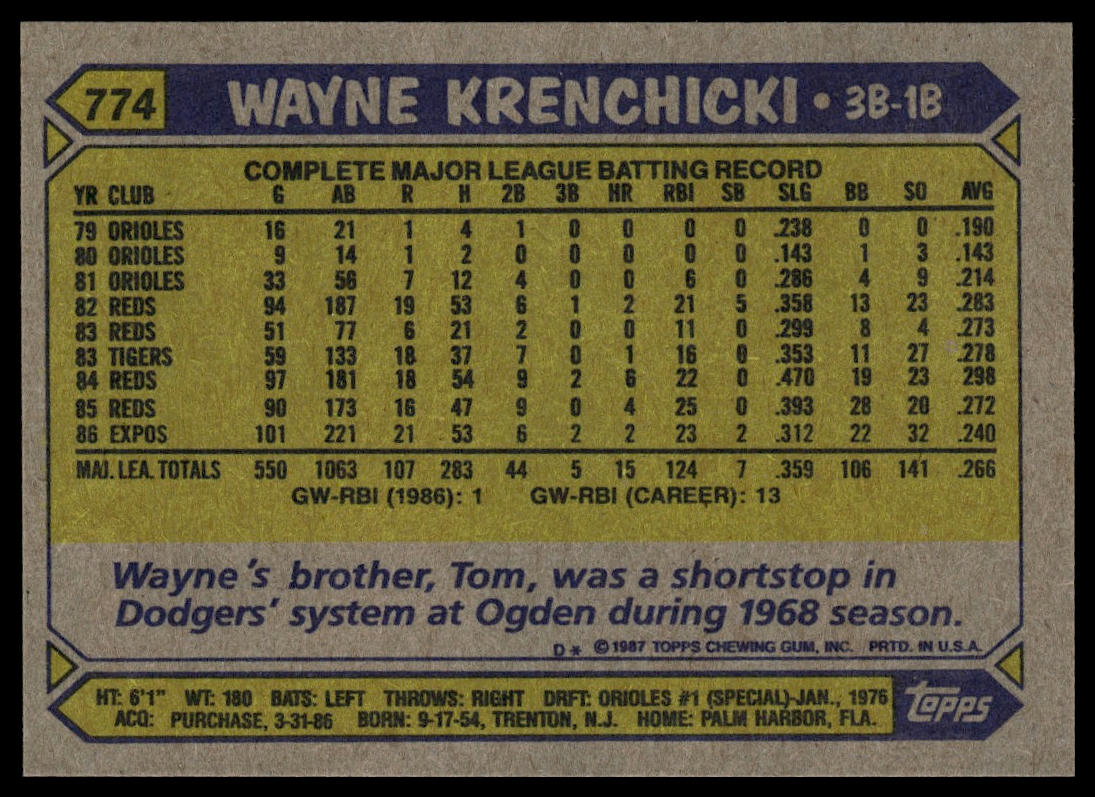 774 WAYNE KRENCHICKI • 3B-1B
COMPLETE MAJOR LEAGUE BATTING RECORD
YR CLUB G AB R H 2B 3B HR RBI SB SLG BB SO AVG
79 ORIOLES 16 21 1 4 1 0 0 0 0 .238 0 0 .190
80 ORIOLES 9 14 1 2 0 0 0 0 0 .143 1 3 .143
81 ORIOLES 33 56 7 12 4 0 0 6 0 .286 4 9 .214
82 REDS 94 187 19 53 6 1 2 21 5 .358 13 23 .283
83 REDS 51 77 6 21 2 0 0 11 0 .299 8 4 .273
83 TIGERS 59 133 18 37 7 0 1 16 0 .353 11 27 .278
84 REDS 97 181 18 54 9 2 6 22 0 .470 19 23 .298
85 REDS 90 173 16 47 9 0 4 25 0 .393 28 20 .272
86 EXPOS 101 221 21 53 6 2 2 23 2 .312 22 32 .240
MAJ. LEA. TOTALS 550 1063 107 283 44 5 15 124 7 .359 106 141 .266
GW-RBI (1986): 1 GW-RBI (CAREER): 13
Wayne's brother, Tom, was a shortstop in
Dodgers' system at Ogden during 1968 season.
D* ©1987 TOPPS CHEWING GUM, INC. PRTD. IN U.S.A.
HT: 6'1" WT: 180 BATS: LEFT THROWS: RIGHT DRFT: ORIOLES #1 (SPECIAL)-JAN., 1976
ACQ: PURCHASE, 3-31-86 BORN: 9-17-54, TRENTON, N.J. HOME: PALM HARBOR, FLA.
topps